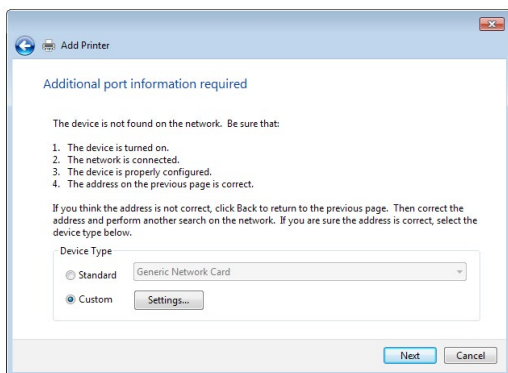 Add Printer
Additional port information required
The device is not found on the network.  Be sure that:
1.  The device is turned on.
2.  The network is connected.
3.  The device is properly configured.
4.  The address on the previous page is correct.
If you think the address is not correct, click Back to return to the previous page.  Then correct the
address and perform another search on the network.  If you are sure the address is correct, select the
device type below.
Device Type
Standard
Generic Network Card
Custom
Settings...
Next
Cancel